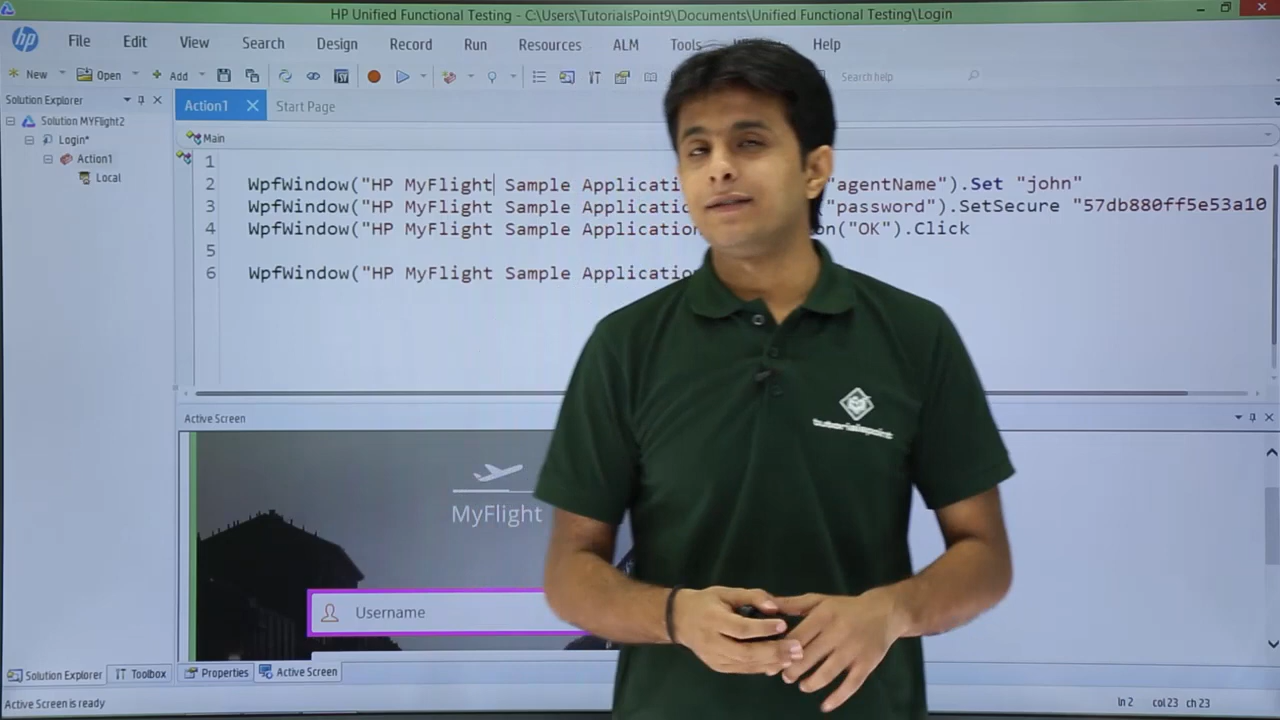 HP Unified Functional Testing - C:\Users\TutorialsPoint9\Documents\Unified Functional Testing\Login
hp File Edit View Search Design Record Run Resources ALM Tools Help
New Open Add Search help
Solution Explorer
Action1 Start Page
Solution MYFlight2
Main
Login*
Action1
Local
1
2 WpfWindow("HP MyFlight Sample Applicati "agentName").Set "john"
3 WpfWindow("HP MyFlight Sample Applicati ("password").SetSecure "57db880ff5e53a10
4 WpfWindow("HP MyFlight Sample Application on("OK").Click
5
6 WpfWindow("HP MyFlight Sample Applicatio
Active Screen
MyFlight
Username
tutorialspoint
Solution Explorer Toolbox Properties Active Screen
Active Screen is ready ln 2 col 23 ch 23